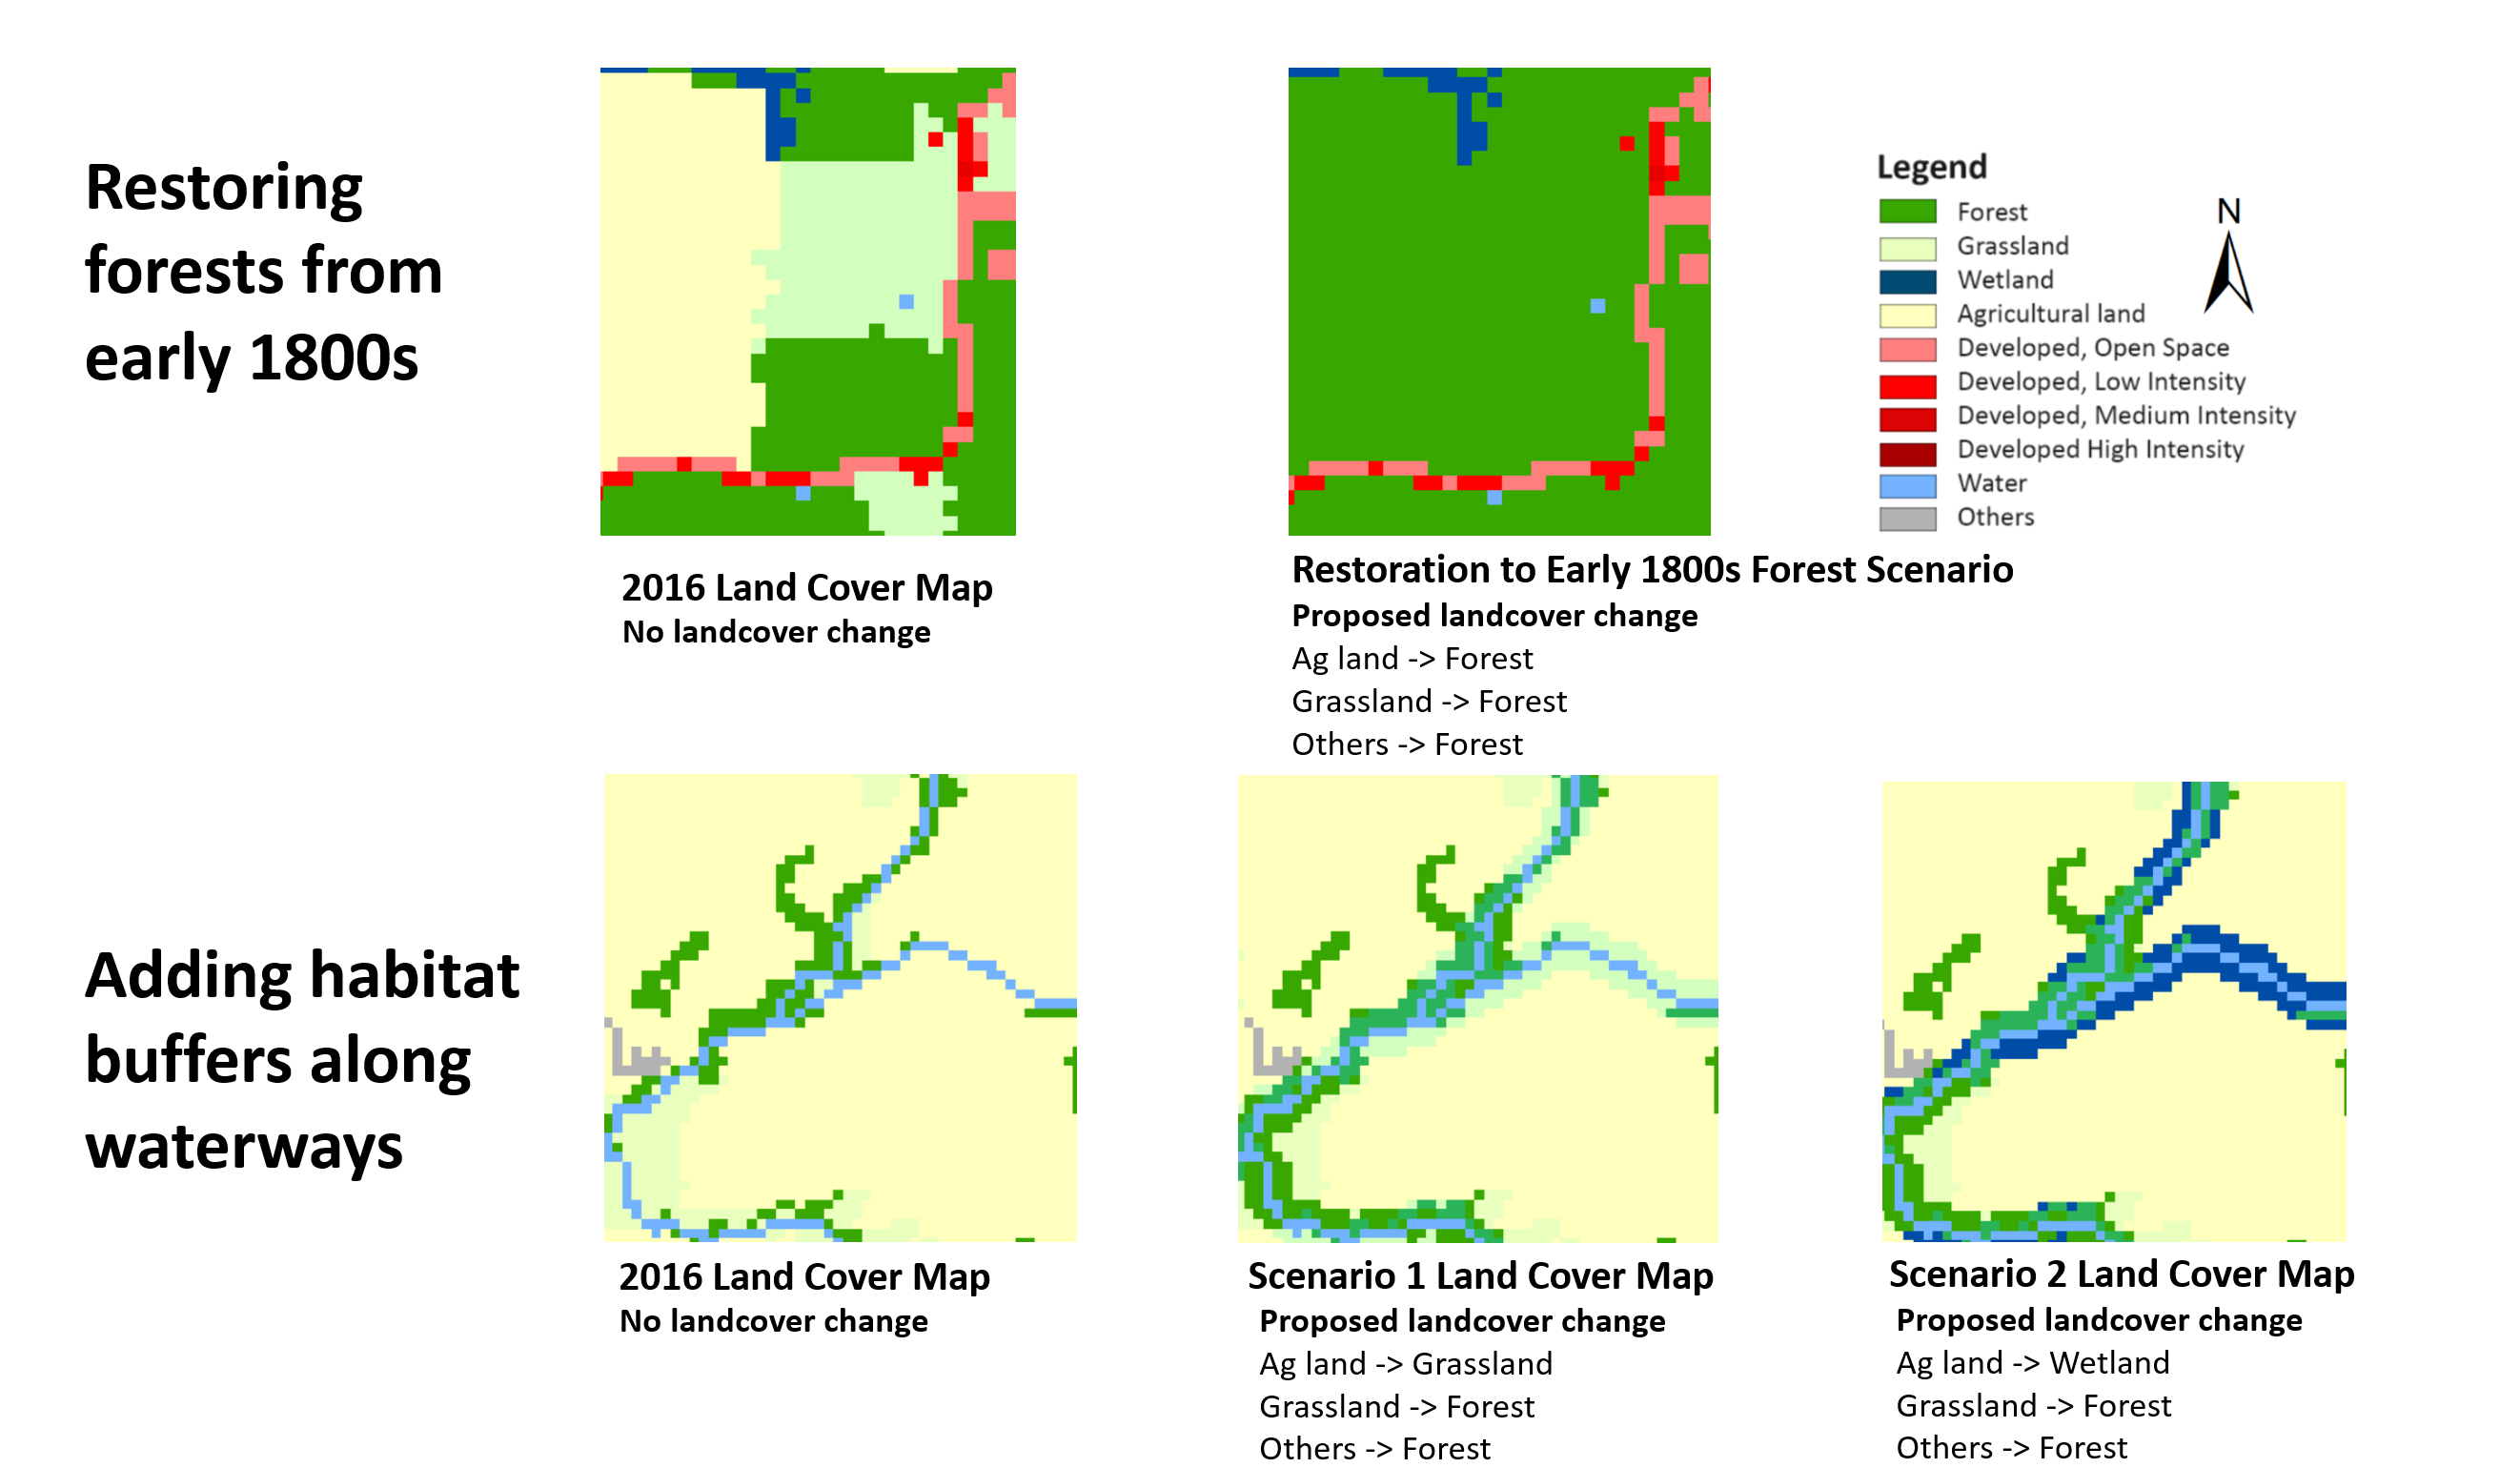 Restoring
forests from
early 1800s
Legend
N
Forest
Grassland
Wetland
Agricultural land
Developed, Open Space
Developed, Low Intensity
Developed, Medium Intensity
Developed High Intensity
Water
Others
2016 Land Cover Map
No landcover change
Restoration to Early 1800s Forest Scenario
Proposed landcover change
Ag land -> Forest
Grassland -> Forest
Others -> Forest
Adding habitat
buffers along
waterways
2016 Land Cover Map
No landcover change
Scenario 1 Land Cover Map
Proposed landcover change
Ag land -> Grassland
Grassland -> Forest
Others -> Forest
Scenario 2 Land Cover Map
Proposed landcover change
Ag land -> Wetland
Grassland -> Forest
Others -> Forest